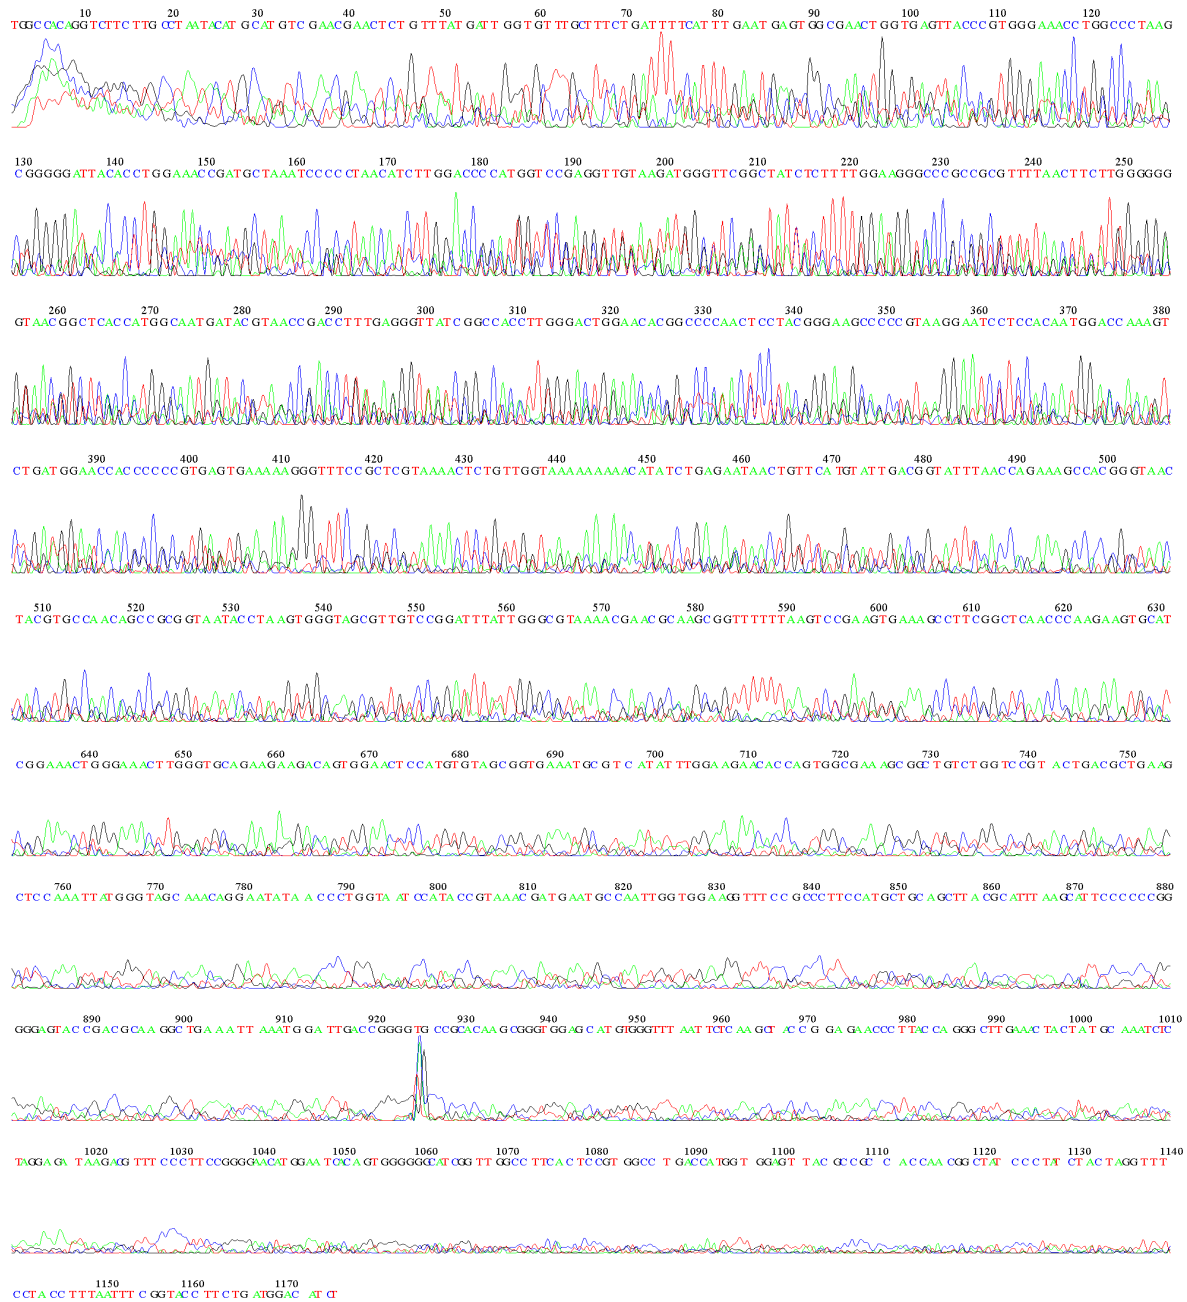 10 20 30 40 50 60 70 80 90 100 110 120
TGGCCACAGGTCTTCTTGCCTAATACATGCATGTCGAACGAACTCTGTTTATGATTGGTGTTTGCTTTCTGATTTTTCATTTGAATGAGTGGCGAACTGGTGAGTTACCCGTGGGAAACCTGGCCCTAAG
130 140 150 160 170 180 190 200 210 220 230 240 250
CGGGGGATTACACCTGGAAACCGATGCTAAATCCCCCCTAACATCTTGGACCCCATGGTCCGAGGTTGTAAGATGGGTTCGGCTATCTCTTTTGGAAGGGCCCGCCGCGTTTTAACTTCTTGGGGGG
260 270 280 290 300 310 320 330 340 350 360 370 380
GTAACGGCTCACCATGGCAATGATACGTAACCGACCTTTGAGGGTTATCGGCCACCTTGGGACTGGAACACGGCCCCAACTCCTACGGGAAGCCCCCGTAAGGAATCCTCCACAATGGACCAAAGT
390 400 410 420 430 440 450 460 470 480 490 500
CTGATGGAACCACCCCCCGTGAGTGAAAAAGGGTTTCCGCTCGTAAAACTCTGTTGGTAAAAAAAAACATATCTGAGAATAACTGTTCATGTATTGACGGTATTTAACCAGAAAGCCACGGGTAAC
510 520 530 540 550 560 570 580 590 600 610 620 630
TACGTGCCAACAGCCGCGGTAATACCTAAGTGGGTAGCGTTGTCCGGATTTATTGGGCGTAAAACGAACGCAAGCGGTTTTTTAAGTCCGAAGTGAAAGCCTTCGGCTCAACCCAAGAAGTGCAT
640 650 660 670 680 690 700 710 720 730 740 750
CGGAAACTGGGAAACTTGGGTGCAGAAGAAGACAGTGGAACTCCATGTGTAGCGGTGAAATGCGTCATATTTGGAAGAACACCAGTGGCGAAAGCGGCTGTCTGGTCCGTACTGACGCTGAAG
760 770 780 790 800 810 820 830 840 850 860 870 880
CTCCAAATTATGGGTAGCAAACAGGAATATAACCCTGGTAATCCATACCGTAAACGATGAATGCCAATTGGTGGAAGGTTTCCGCCCTTCCATGCTGCAGCTTACGCATTTAAGCATTCCCCCCGG
890 900 910 920 930 940 950 960 970 980 990 1000 1010
GGGAGTACCCGACGCAAGGCTGAAAATTAAATGGATTGACCGGGGTGCCGCACAAGCGGGTGGAGCATGTGGGTTTAATTCTCAAGCTACCGGAGAACCCTTACCAGGGCTTGAAACTACTATGCAAATCTC
1020 1030 1040 1050 1060 1070 1080 1090 1100 1110 1120 1130 1140
TAGGAGATAAGACGTTTCCCTTCCGGGGAACATGGAATCACAGTGGGGGGCATCGGTTGGCCTTCACTCCGTGGCCTGACCATGGTGGAGTTACGCCGCCACCAACGGCTATCCCTATCTACTAGGTTT
1150 1160 1170
CCTACCTTTAATTTCGGTACCTTCTGATGGACATCT